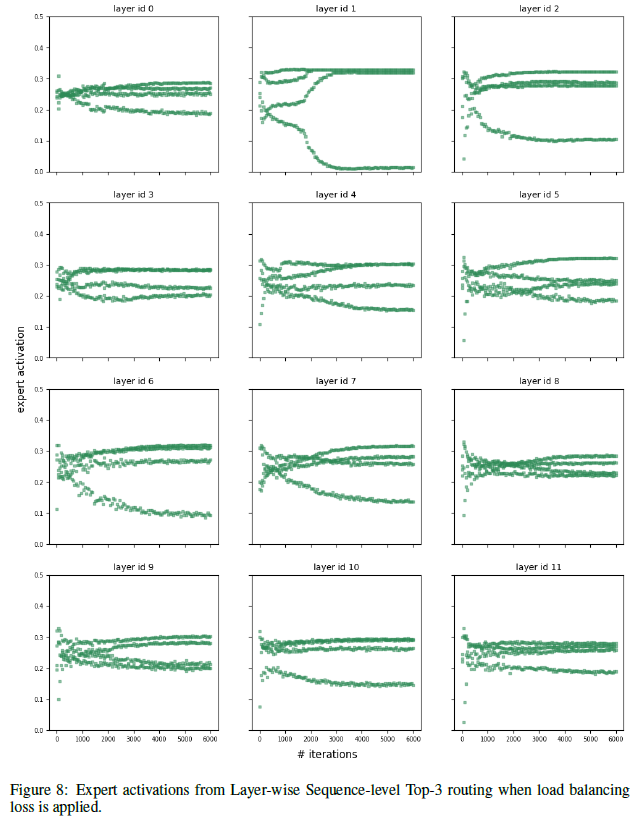 layer id 0
layer id 1
layer id 2
0.5
0.4
0.3
0.2
0.1
0.0
layer id 3
layer id 4
layer id 5
0.5
0.4
0.3
0.2
0.1
0.0
expert activation
layer id 6
layer id 7
layer id 8
0.5
0.4
0.3
0.2
0.1
0.0
layer id 9
layer id 10
layer id 11
0.5
0.4
0.3
0.2
0.1
0.0
0 1000 2000 3000 4000 5000 6000
0 1000 2000 3000 4000 5000 6000
0 1000 2000 3000 4000 5000 6000
# iterations
Figure 8: Expert activations from Layer-wise Sequence-level Top-3 routing when load balancing
loss is applied.